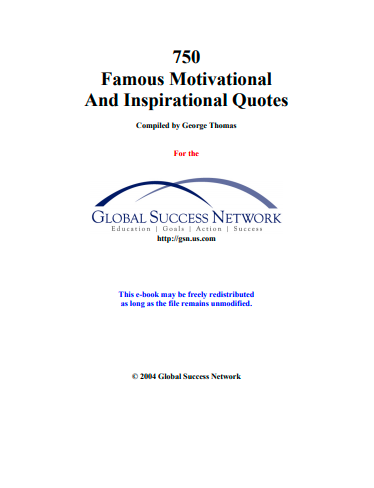 750
Famous Motivational
And Inspirational Quotes
Compiled by George Thomas
For the
GLOBAL SUCCESS NETWORK
Education | Goals | Action | Success
http://gsn.us.com
This e-book may be freely redistributed
as long as the file remains unmodified.
© 2004 Global Success Network